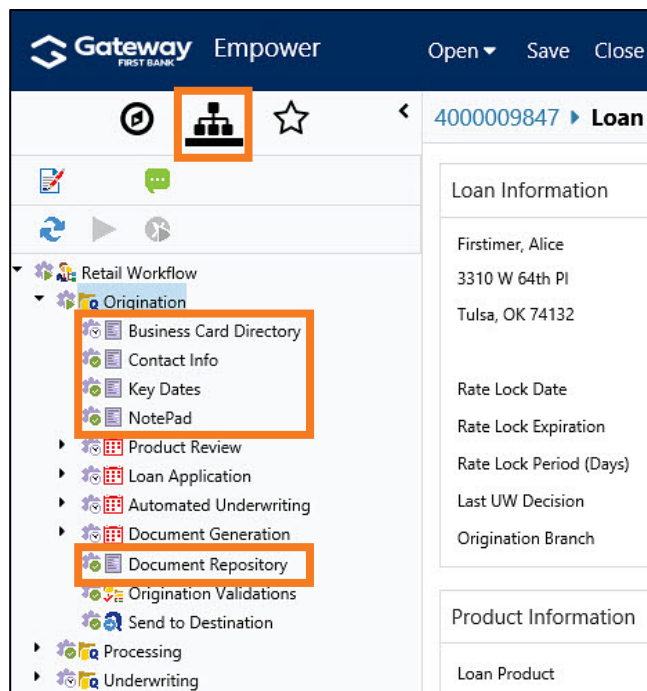 Gateway Empower Open Save Close
FIRST BANK
4000009847 Loan
Loan Information
Firstimer, Alice
3310 W 64th Pl
Tulsa, OK 74132
Rate Lock Date
Rate Lock Expiration
Rate Lock Period (Days)
Last UW Decision
Origination Branch
Product Information
Loan Product
Retail Workflow
Origination
Business Card Directory
Contact Info
Key Dates
NotePad
Product Review
Loan Application
Automated Underwriting
Document Generation
Document Repository
Origination Validations
Send to Destination
Processing
Underwriting